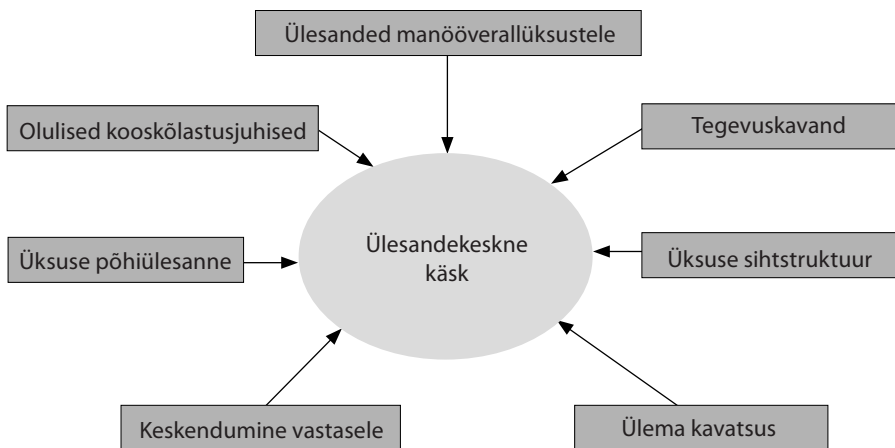 Ülesanded manööverallüksustele
Olulised kooskõlastusjuhised
Tegevuskavand
Ülesandekeskne
käsk
Üksuse põhiülesanne
Üksuse sihtstruktuur
Keskendumine vastasele
Ülema kavatsus